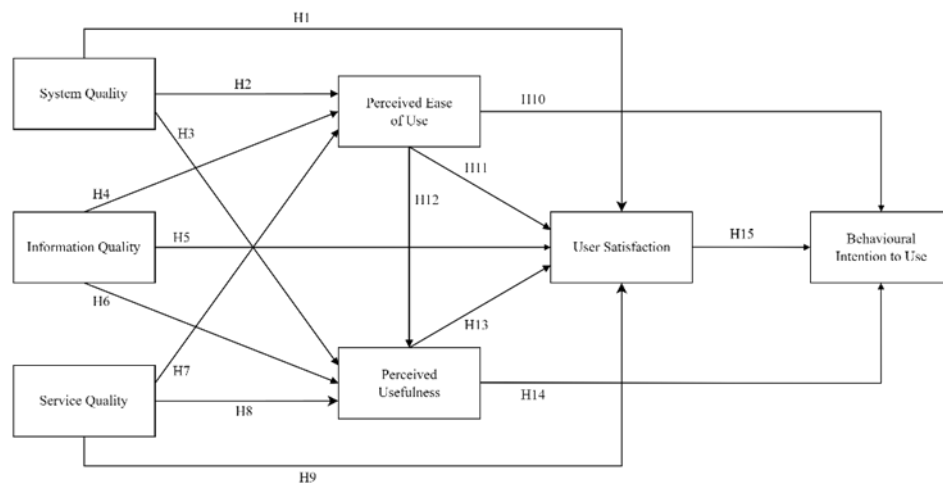 H1
System Quality
H2
Perceived Ease
of Use
H10
H3
H11
H4
H12
Information Quality
H5
User Satisfaction
H15
Behavioural
Intention to Use
H6
H13
H7
Perceived
Usefulness
Service Quality
H8
H14
H9